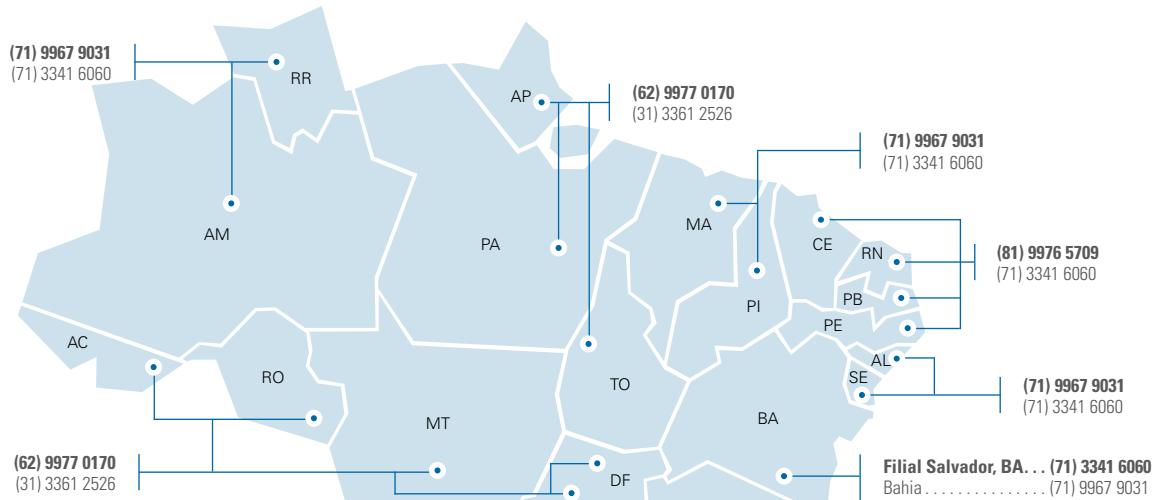 (71) 9967 9031
(71) 3341 6060
RR
AP
(62) 9977 0170
(31) 3361 2526
(71) 9967 9031
(71) 3341 6060
AM
PA
MA
CE
RN
(81) 9976 5709
(71) 3341 6060
PI
PB
PE
AC
RO
AL
SE
TO
(71) 9967 9031
(71) 3341 6060
MT
BA
(62) 9977 0170
(31) 3361 2526
DF
Filial Salvador, BA. . . (71) 3341 6060
Bahia . . . . . . . . . . . . . . . (71) 9967 9031